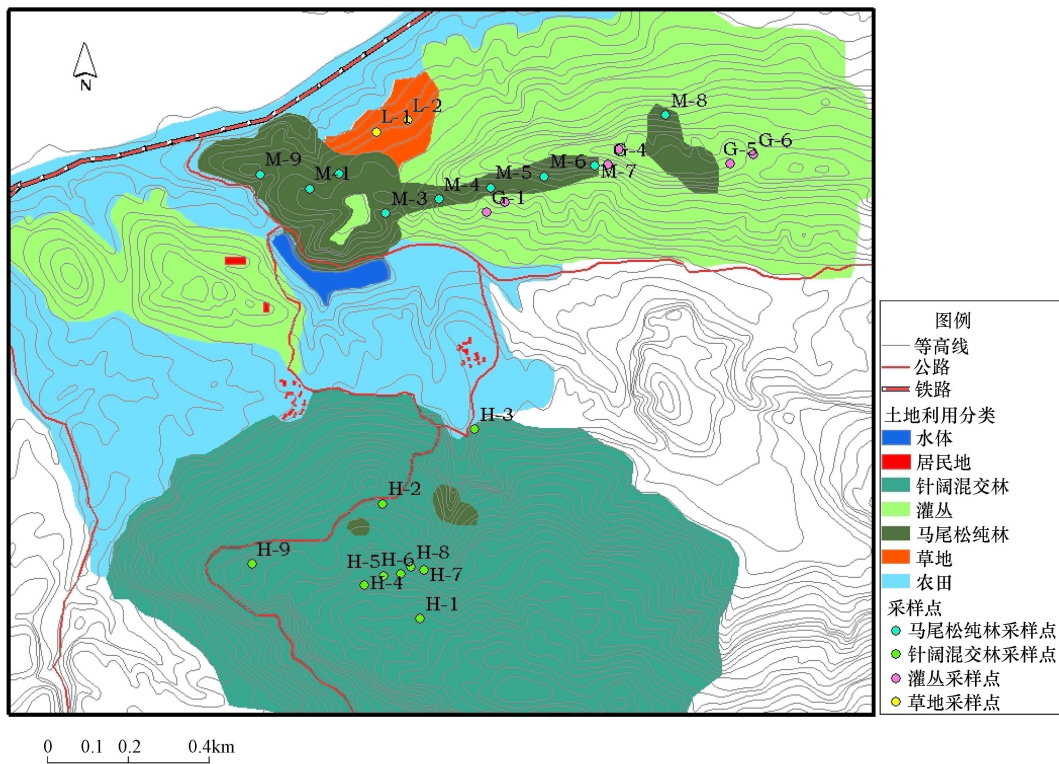 L-2
L-1
M-8
M-9
M-1
M-6
G-4
G-5
G-6
M-7
M-5
M-4
M-3
G-1
N
H-3
H-2
H-9
H-5
H-6
H-8
H-7
H-4
H-1
图例
等高线
公路
铁路
土地利用分类
水体
居民地
针阔混交林
灌丛
马尾松纯林
草地
农田
采样点
马尾松纯林采样点
针阔混交林采样点
灌丛采样点
草地采样点
0 0.1 0.2 0.4km